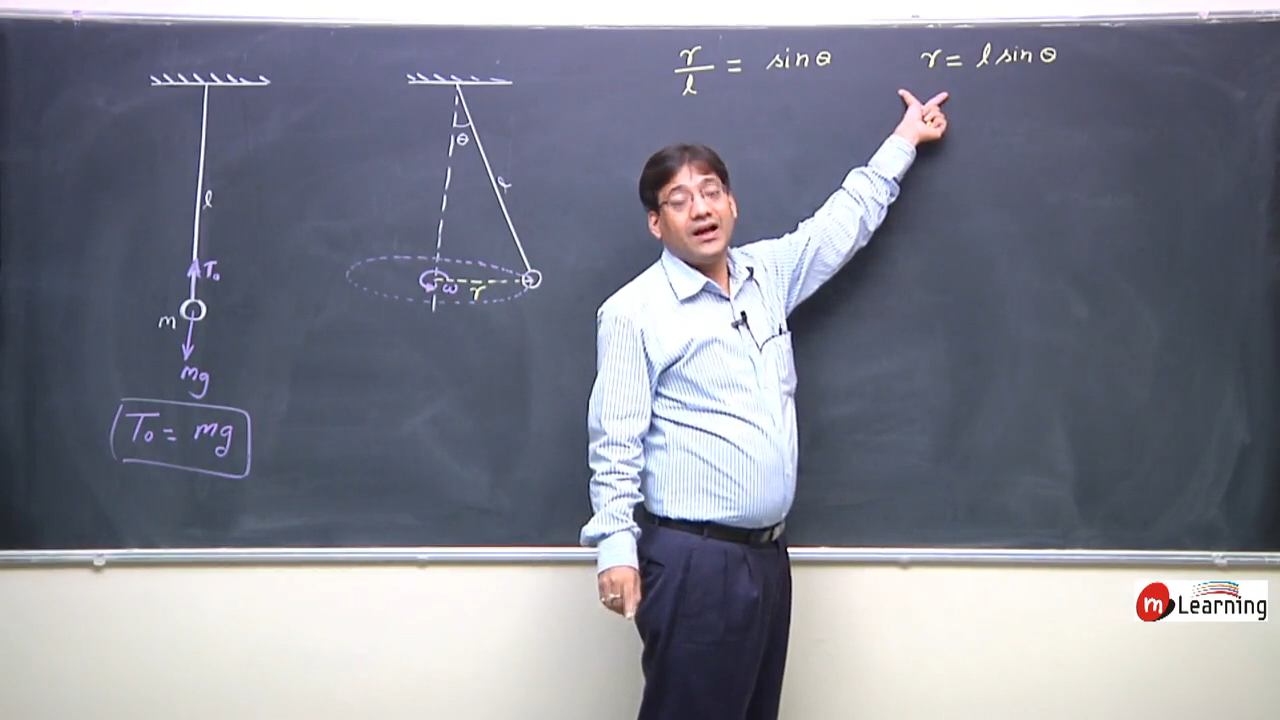 r/l = sin θ
r = l sin θ
θ
l
l
T₀
ω
r
m
mg
T₀ = mg
m Learning